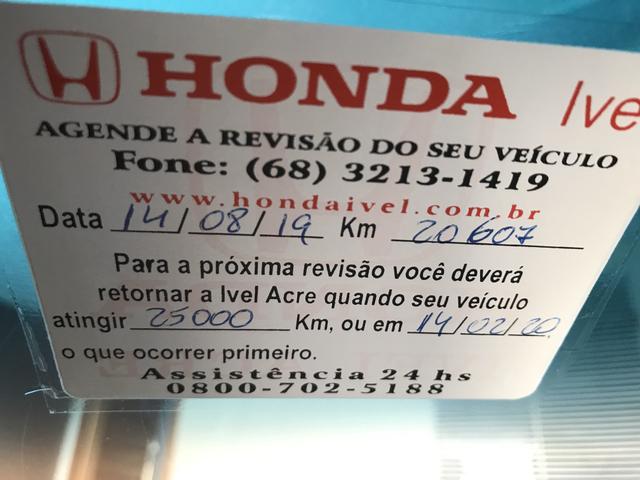 HONDA Ive
AGENDE A REVISÃO DO SEU VEÍCULO
Fone: (68) 3213-1419
www.hondaivel.com.br
Data 14/08/19 Km 20 607
Para a próxima revisão você deverá
retornar a Ivel Acre quando seu veículo
atingir 25000 Km, ou em 14/02/20
o que ocorrer primeiro.
Assistência 24 hs
0800-702-5188